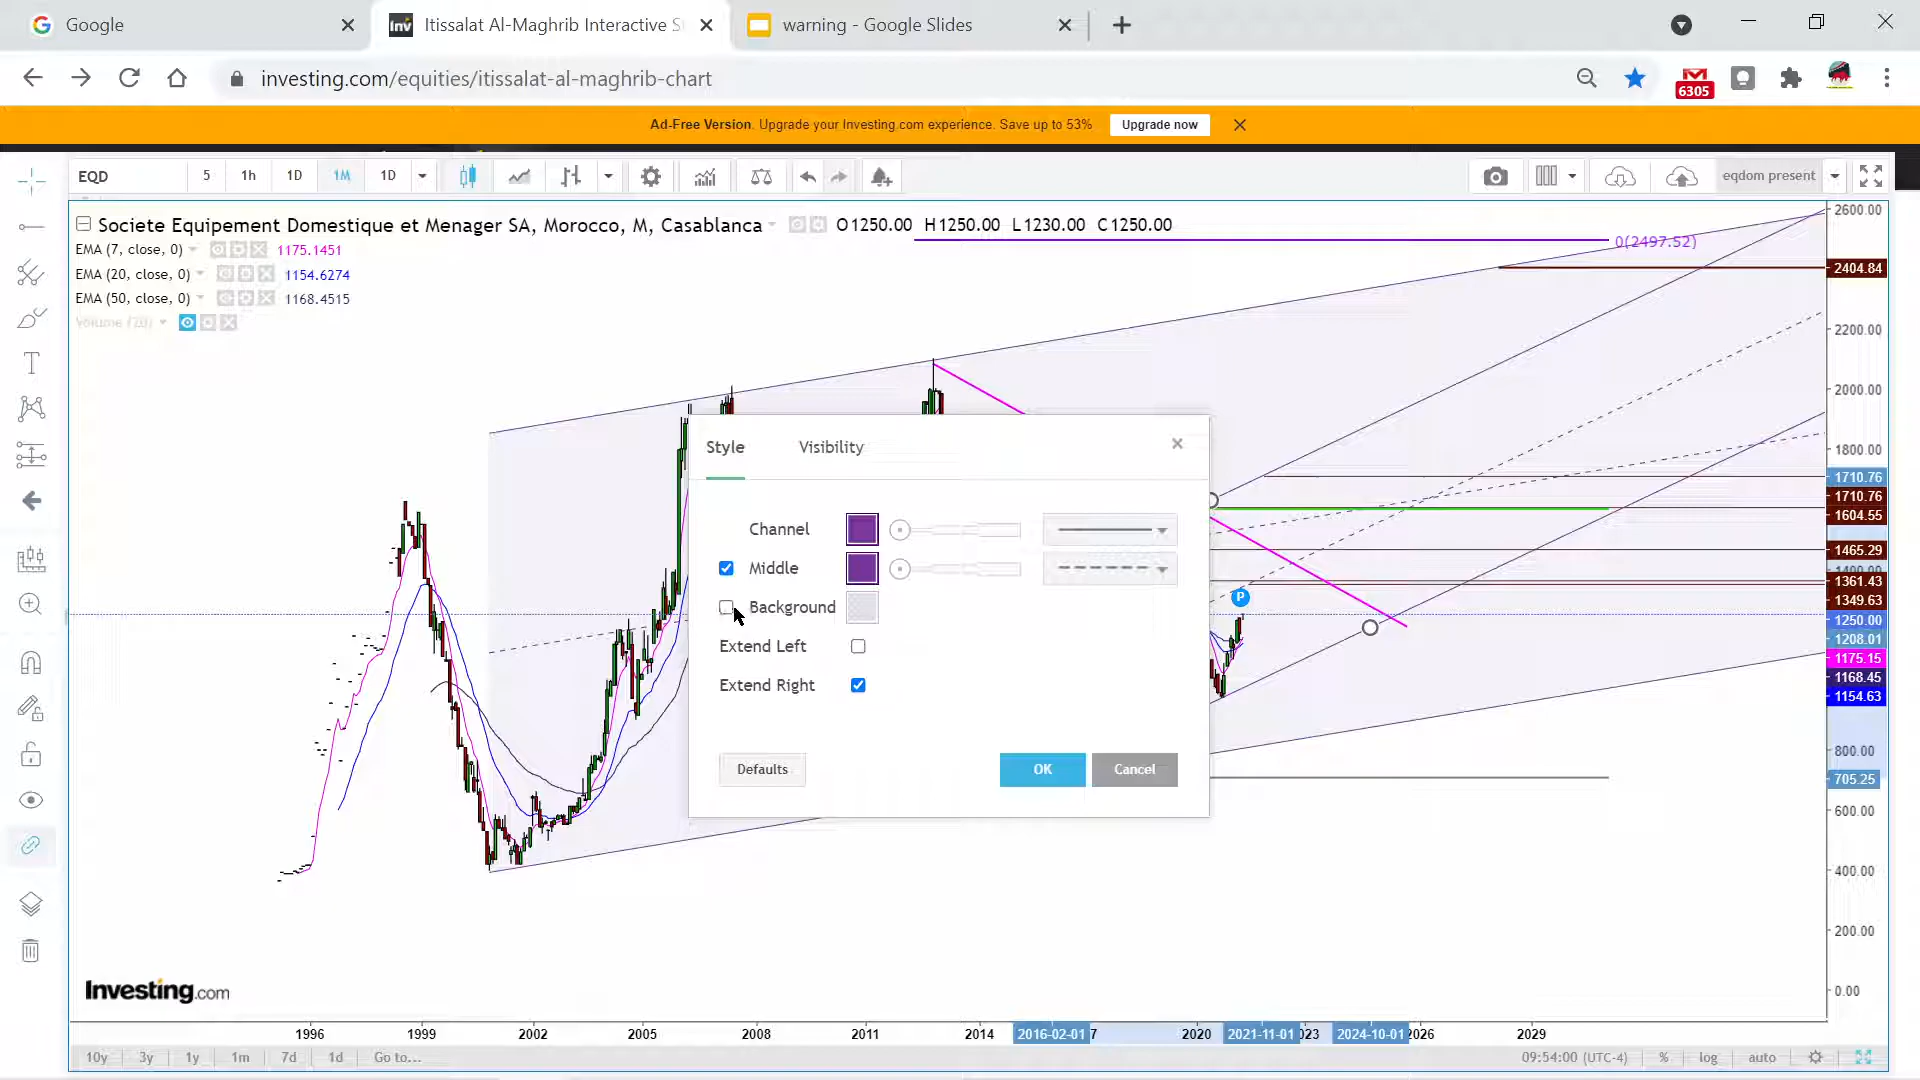 Google
Itissalat Al-Maghrib Interactive S
warning - Google Slides
investing.com/equities/itissalat-al-maghrib-chart
6305
Ad-Free Version. Upgrade your Investing.com experience. Save up to 53%
Upgrade now
EQD
5
1h
1D
1M
1D
eqdom present
Societe Equipement Domestique et Menager SA, Morocco, M, Casablanca
O1250.00 H1250.00 L1230.00 C1250.00
EMA (7, close, 0)
1175.1451
EMA (20, close, 0)
1154.6274
EMA (50, close, 0)
1168.4515
Volume (20)
0(2497.52)
2600.00
2404.84
2200.00
2000.00
1800.00
1710.76
1710.76
1604.55
1465.29
1400.00
1361.43
1349.63
1250.00
1208.01
1175.15
1168.45
1154.63
800.00
705.25
600.00
400.00
200.00
0.00
P
Style
Visibility
Channel
Middle
Background
Extend Left
Extend Right
Defaults
OK
Cancel
Investing.com
1996
1999
2002
2005
2008
2011
2014
2016-02-01
7
2020
2021-11-01
023
2024-10-01
2026
2029
10y
3y
1y
1m
7d
1d
Go to...
09:54:00 (UTC-4)
%
log
auto